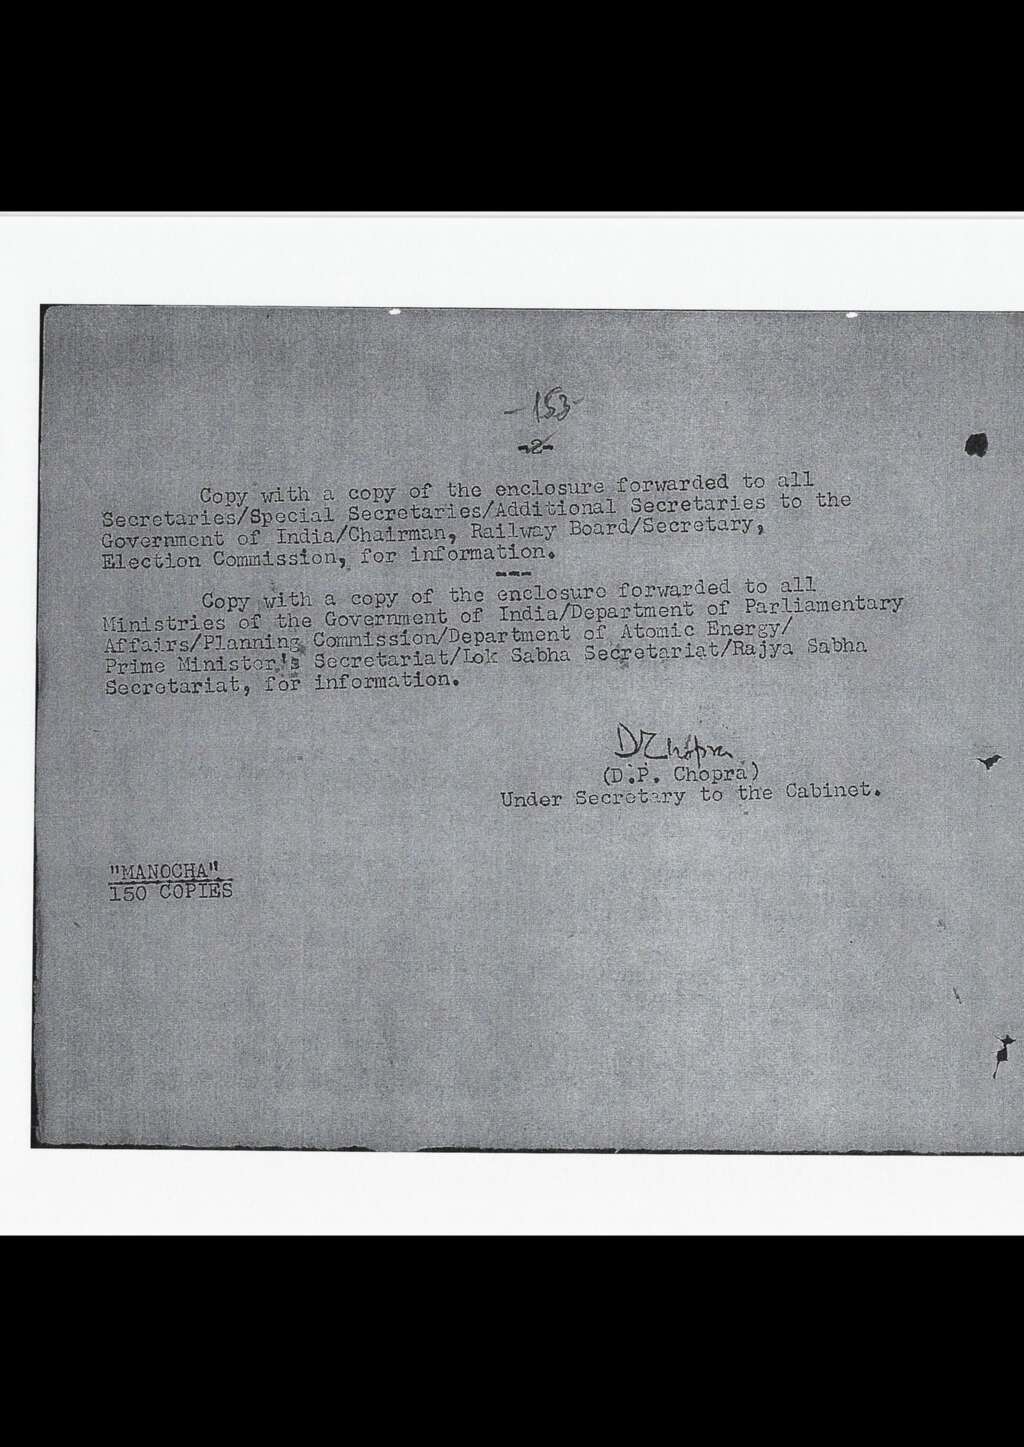 -153-
-2-
Copy with a copy of the enclosure forwarded to all
Secretaries/Special Secretaries/Additional Secretaries to the
Government of India/Chairman, Railway Board/Secretary,
Election Commission, for information.
---
Copy with a copy of the enclosure forwarded to all
Ministries of the Government of India/Department of Parliamentary
Affairs/Planning Commission/Department of Atomic Energy/
Prime Minister's Secretariat/Lok Sabha Secretariat/Rajya Sabha
Secretariat, for information.
DPChopra
(D.P. Chopra)
Under Secretary to the Cabinet.
"MANOCHA"
150 COPIES